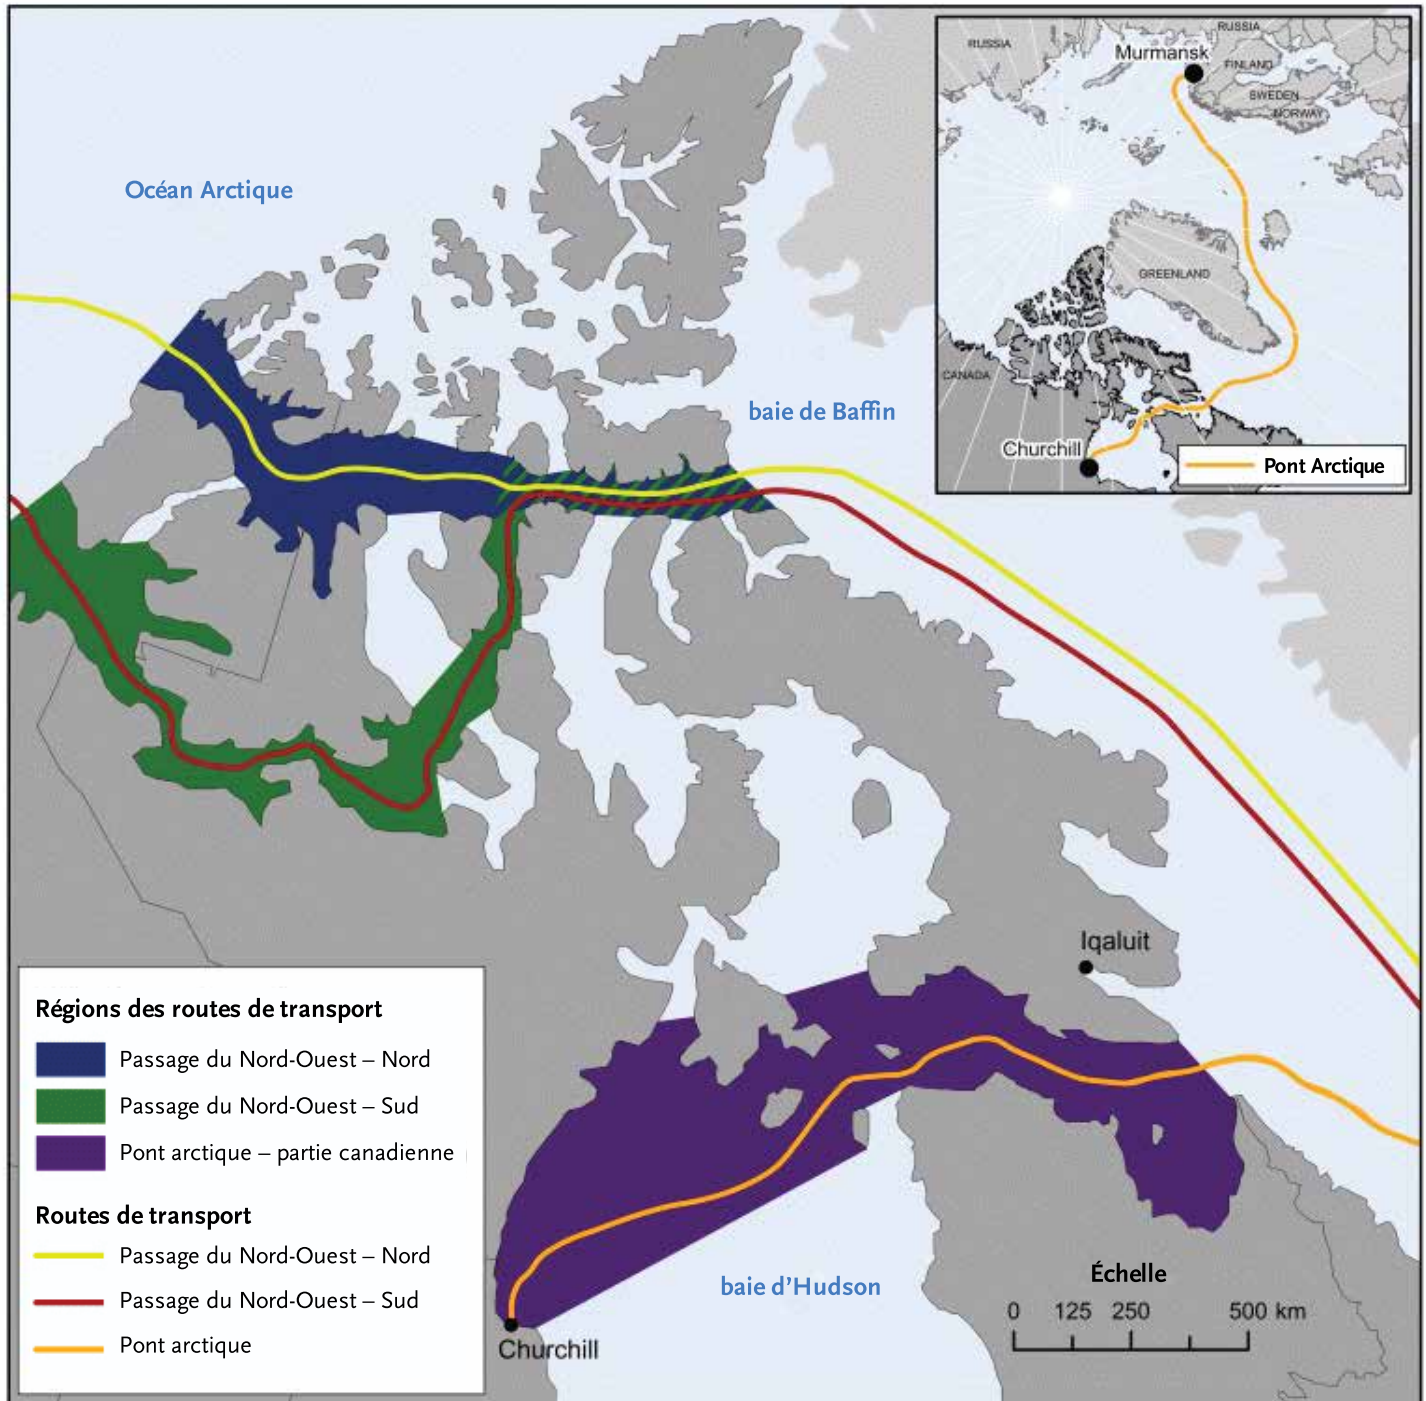 Océan Arctique
baie de Baffin
Iqaluit
baie d'Hudson
Churchill
RUSSIA
RUSSIA
Murmansk
FINLAND
SWEDEN
NORWAY
GREENLAND
CANADA
Churchill
Pont Arctique
Régions des routes de transport
Passage du Nord-Ouest – Nord
Passage du Nord-Ouest – Sud
Pont arctique – partie canadienne
Routes de transport
Passage du Nord-Ouest – Nord
Passage du Nord-Ouest – Sud
Pont arctique
Échelle
0 125 250 500 km